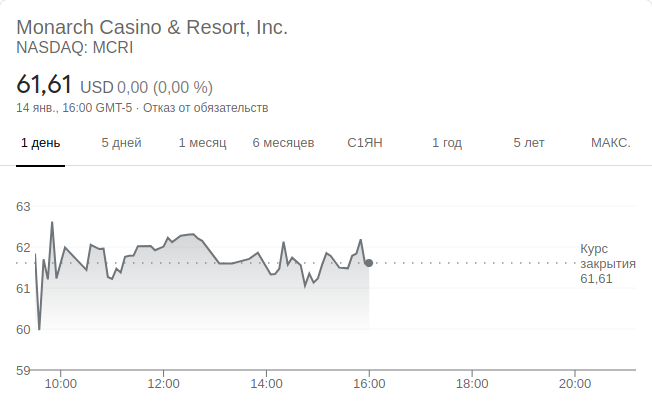 Monarch Casino & Resort, Inc.
NASDAQ: MCRI
61,61 USD 0,00 (0,00 %)
14 янв., 16:00 GMT-5 · Отказ от обязательств
1 день 5 дней 1 месяц 6 месяцев С1ЯН 1 год 5 лет МАКС.
63
62
61
60
59
Курс
закрытия
61,61
10:00 12:00 14:00 16:00 18:00 20:00